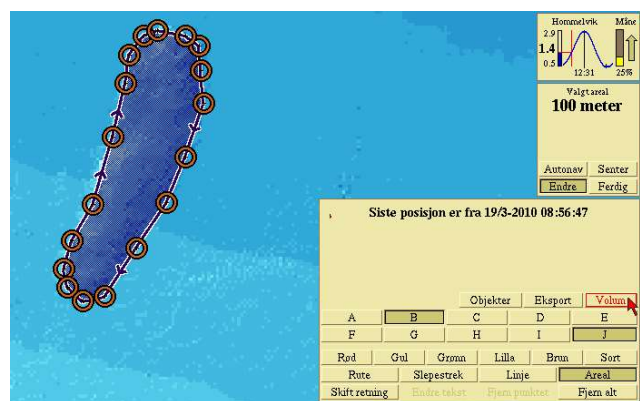 Hommelvik Måne
2.9
1.4
0.5
12:31 25%
Valgt areal
100 meter
Autonav Senter
Endre Ferdig
Siste posisjon er fra 19/3-2010 08:56:47
Objekter Eksport Volum
A B C D E
F G H I J
Rød Gul Grønn Lilla Brun Sort
Rute Slepestrek Linje Areal
Skift retning Endre tekst Fjern punkter Fjern alt